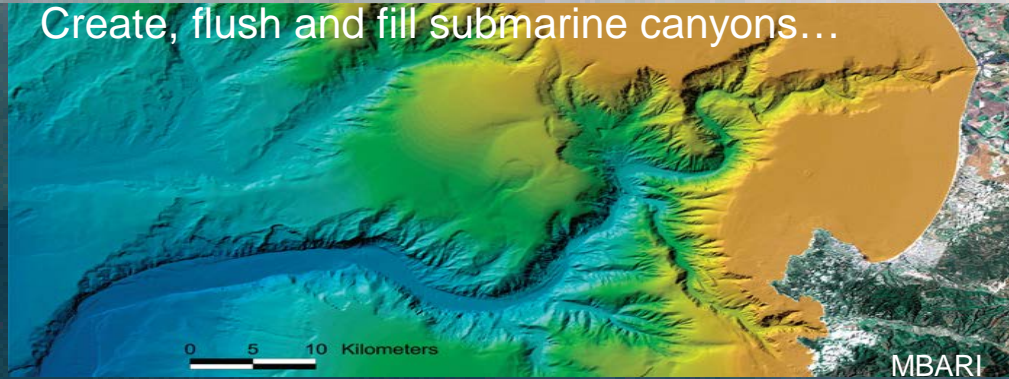 Create, flush and fill submarine canyons…
0 5 10 Kilometers
MBARI